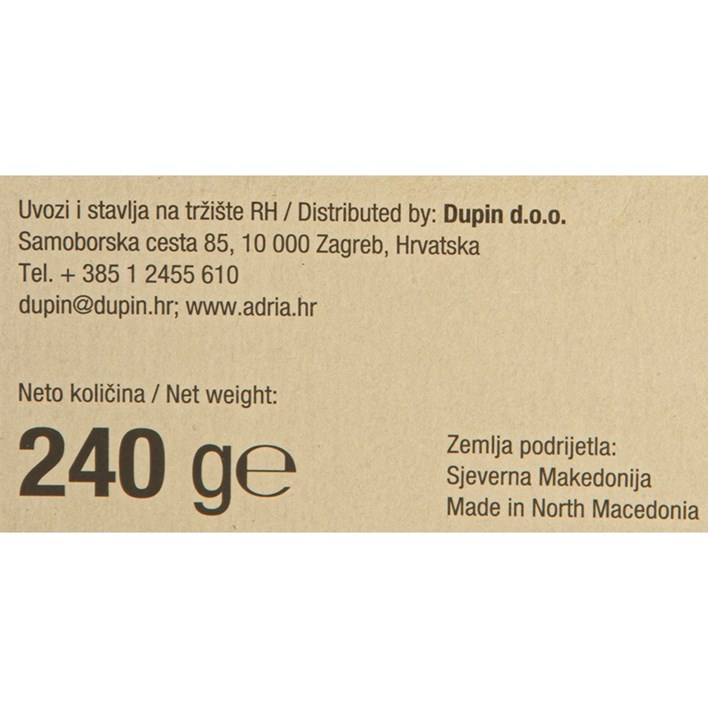 Uvozi i stavlja na tržište RH / Distributed by: Dupin d.o.o.
Samoborska cesta 85, 10 000 Zagreb, Hrvatska
Tel. + 385 1 2455 610
dupin@dupin.hr; www.adria.hr
Neto količina / Net weight:
240 g℮
Zemlja podrijetla:
Sjeverna Makedonija
Made in North Macedonia